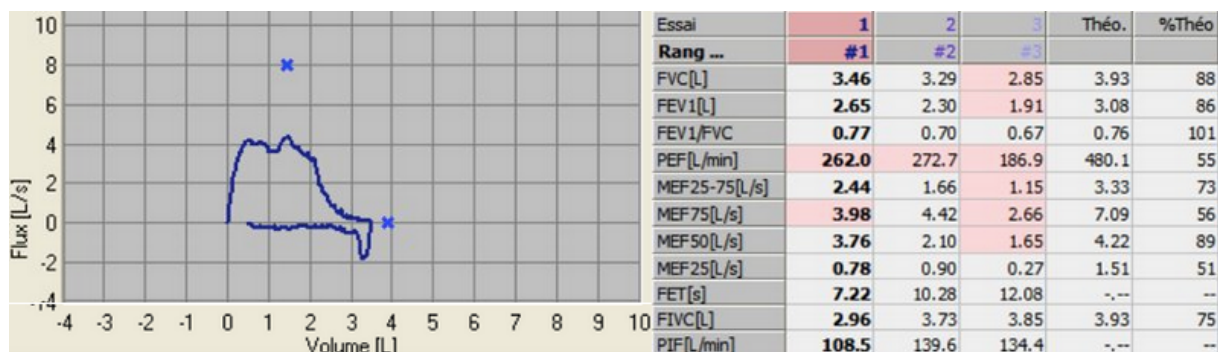 10
8
6
4
2
0
-2
-4
Flux [L/s]
-4 -3 -2 -1 0 1 2 3 4 5 6 7 8 9 10
Volume [L]
Essai 1 2 3 Théo. %Théo
Rang ... #1 #2 #3
FVC[L] 3.46 3.29 2.85 3.93 88
FEV1[L] 2.65 2.30 1.91 3.08 86
FEV1/FVC 0.77 0.70 0.67 0.76 101
PEF[L/min] 262.0 272.7 186.9 480.1 55
MEF25-75[L/s] 2.44 1.66 1.15 3.33 73
MEF75[L/s] 3.98 4.42 2.66 7.09 56
MEF50[L/s] 3.76 2.10 1.65 4.22 89
MEF25[L/s] 0.78 0.90 0.27 1.51 51
FET[s] 7.22 10.28 12.08 -,-- --
FIVC[L] 2.96 3.73 3.85 3.93 75
PIF[L/min] 108.5 139.6 134.4 -,-- --